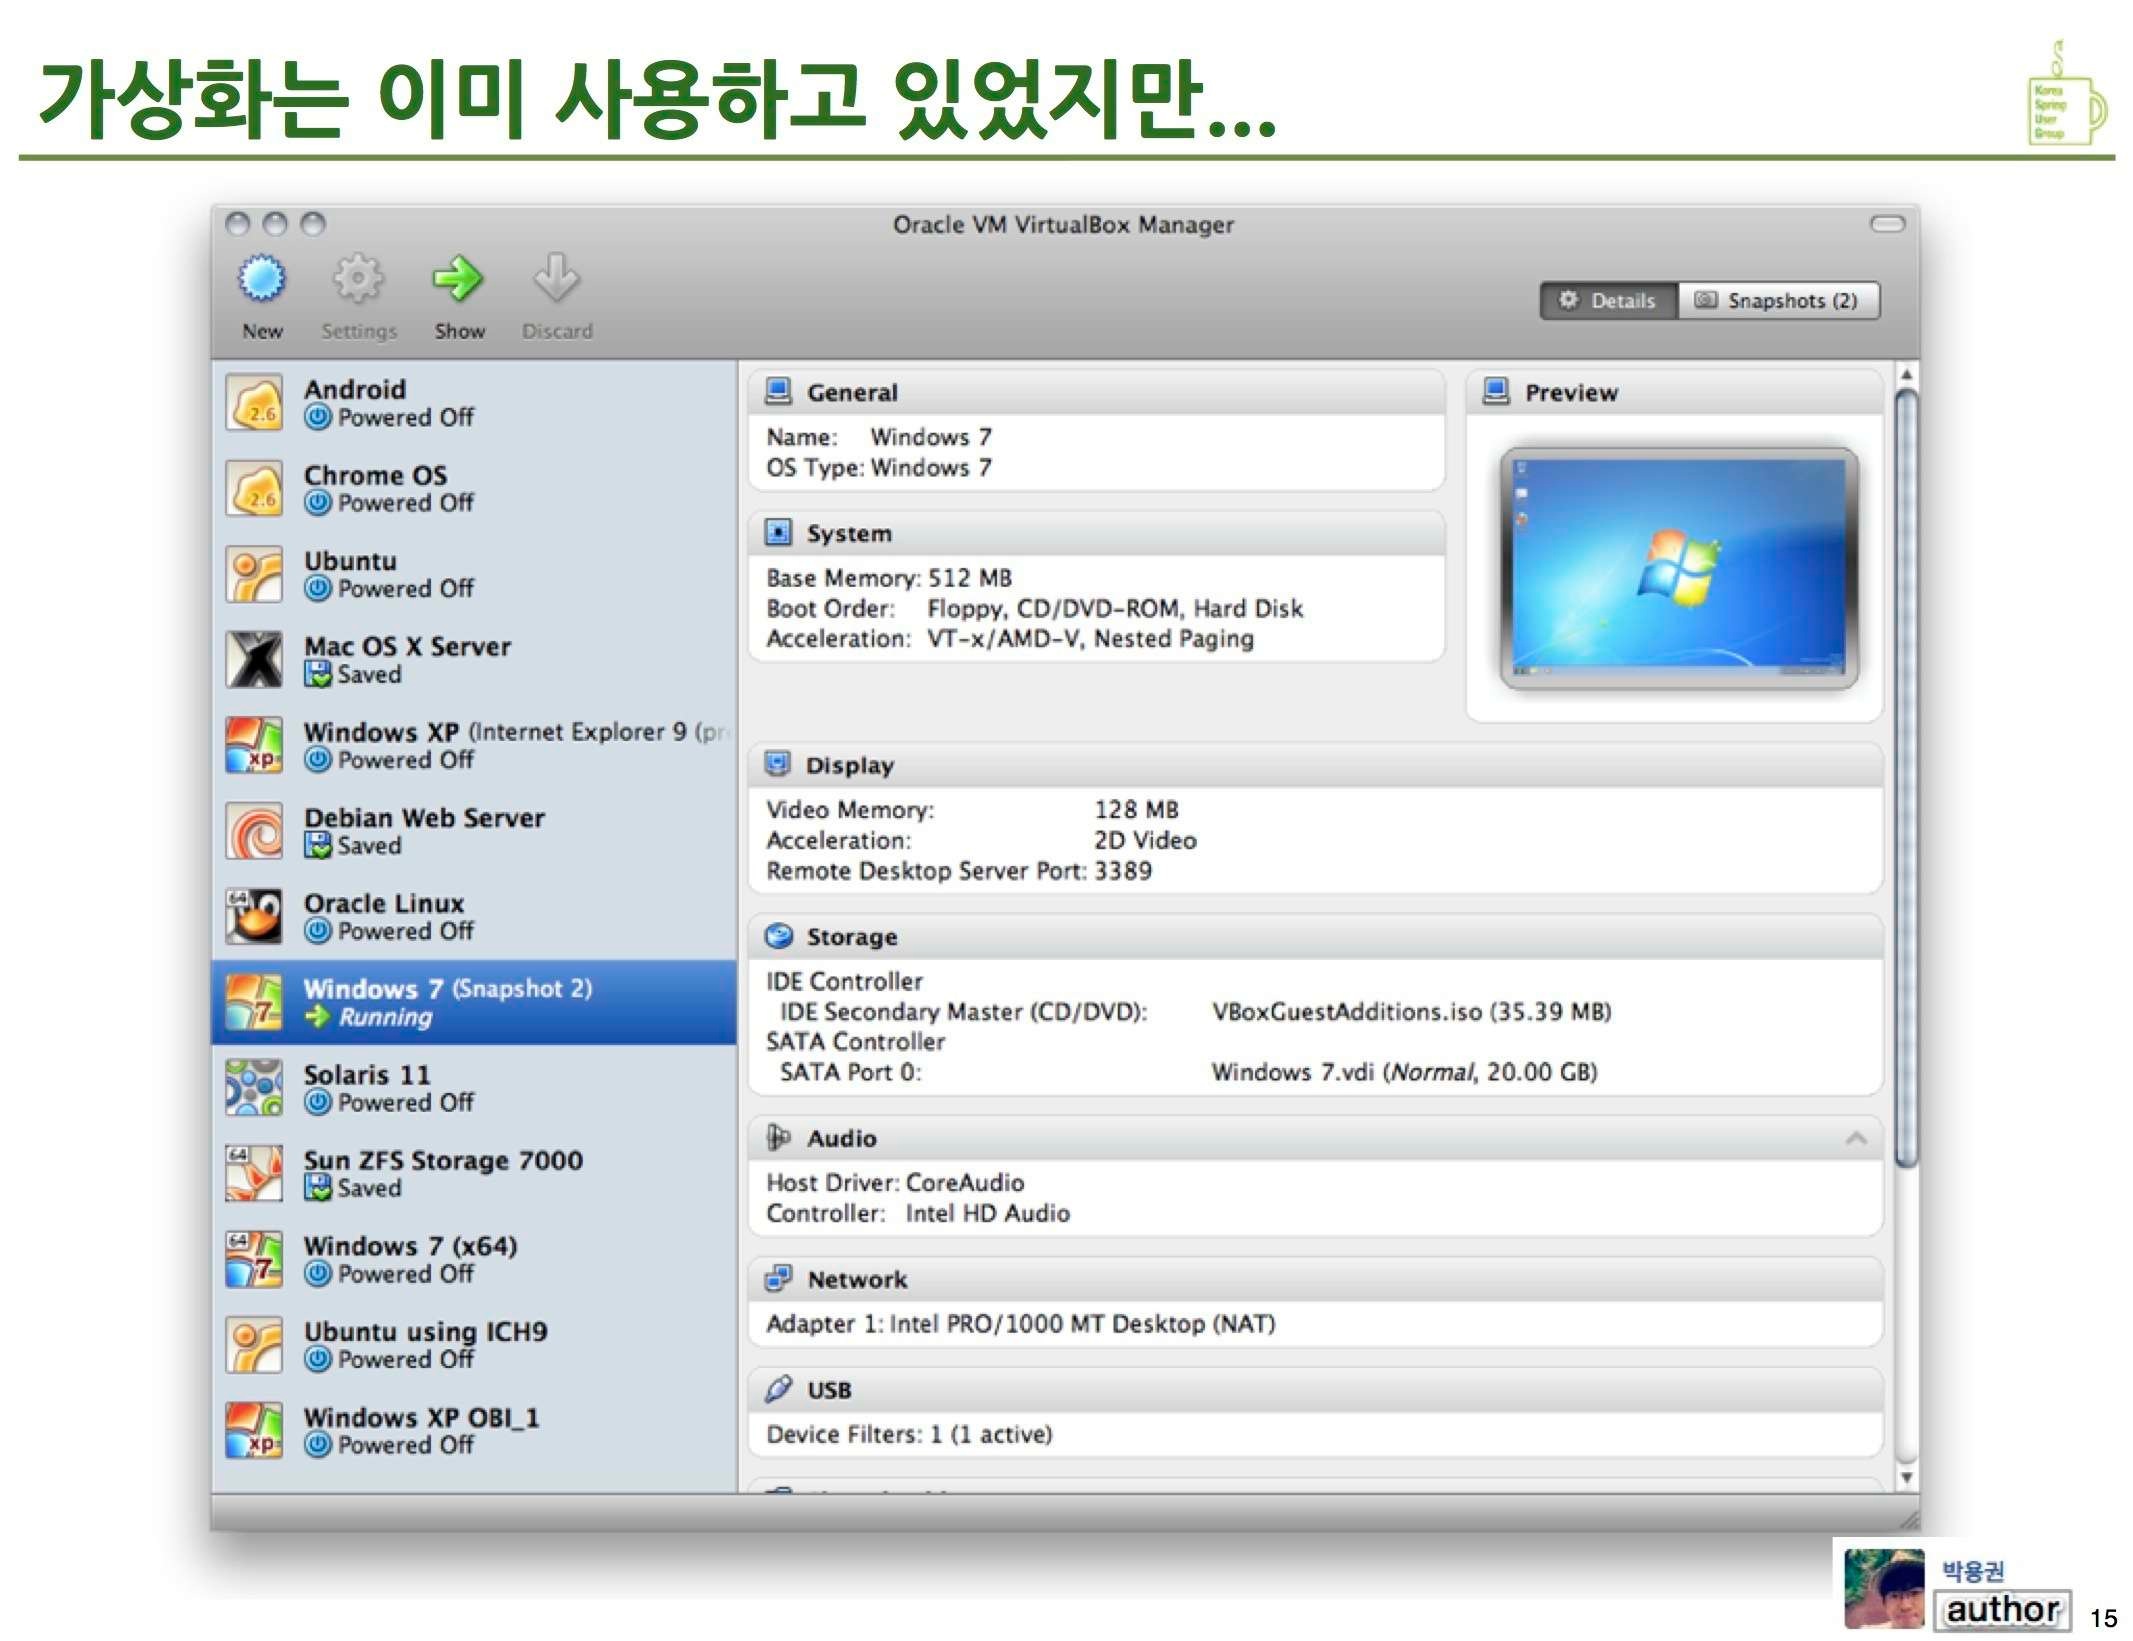 가상화는 이미 사용하고 있었지만...
Korea
Spring
User
Group
Oracle VM VirtualBox Manager
New Settings Show Discard
Details Snapshots (2)
Android
Powered Off
Chrome OS
Powered Off
Ubuntu
Powered Off
Mac OS X Server
Saved
Windows XP (Internet Explorer 9 (pr
Powered Off
Debian Web Server
Saved
Oracle Linux
Powered Off
Windows 7 (Snapshot 2)
Running
Solaris 11
Powered Off
Sun ZFS Storage 7000
Saved
Windows 7 (x64)
Powered Off
Ubuntu using ICH9
Powered Off
Windows XP OBI_1
Powered Off
General
Name: Windows 7
OS Type: Windows 7
System
Base Memory: 512 MB
Boot Order: Floppy, CD/DVD-ROM, Hard Disk
Acceleration: VT-x/AMD-V, Nested Paging
Preview
Display
Video Memory: 128 MB
Acceleration: 2D Video
Remote Desktop Server Port: 3389
Storage
IDE Controller
IDE Secondary Master (CD/DVD): VBoxGuestAdditions.iso (35.39 MB)
SATA Controller
SATA Port 0: Windows 7.vdi (Normal, 20.00 GB)
Audio
Host Driver: CoreAudio
Controller: Intel HD Audio
Network
Adapter 1: Intel PRO/1000 MT Desktop (NAT)
USB
Device Filters: 1 (1 active)
박용권
author
15